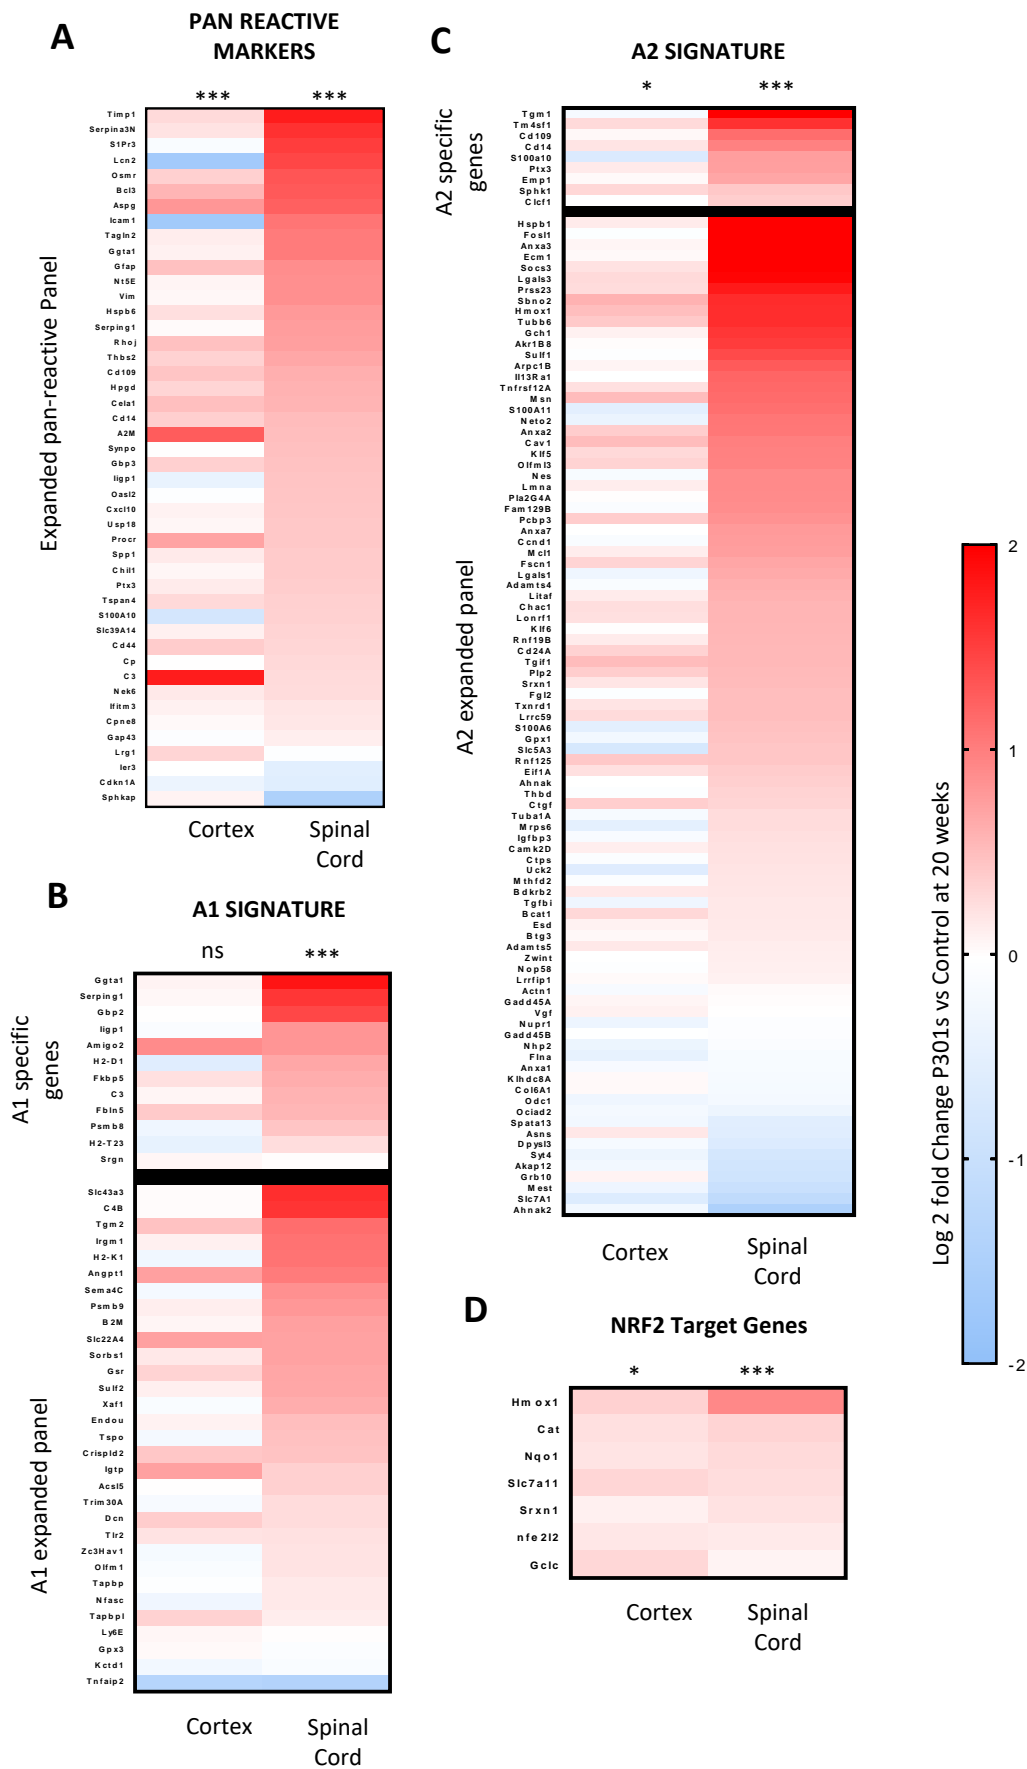 A
PAN REACTIVE
MARKERS
***
***
Expanded pan-reactive Panel
Timp1
Serpina3N
S1Pr3
Lcn2
Osmr
Bcl3
Aspg
Icam1
Tagln2
Ggta1
Gfap
Nt5E
Vim
Hspb6
Serping1
Rhoj
Thbs2
Cd109
Hpgd
Cela1
Cd14
A2M
Synpo
Gbp3
Iigp1
Oasl2
Cxcl10
Usp18
Procr
Spp1
Chil1
Ptx3
Tspan4
S100A10
Slc39A14
Cd44
Cp
C3
Nek6
Ifitm3
Cpne8
Gap43
Lrg1
Ier3
Cdkn1A
Sphkap
Cortex
Spinal
Cord
B
A1 SIGNATURE
ns
***
A1 specific
genes
Ggta1
Serping1
Gbp2
Iigp1
Amigo2
H2-D1
Fkbp5
C3
Fbln5
Psmb8
H2-T23
Srgn
A1 expanded panel
Slc43a3
C4B
Tgm2
Irgm1
H2-K1
Angpt1
Sema4C
Psmb9
B2M
Slc22A4
Sorbs1
Gsr
Sulf2
Xaf1
Endou
Tspo
Crispld2
Igtp
Acsl5
Trim30A
Dcn
Tlr2
Zc3Hav1
Olfm1
Tapbp
Nfasc
Tapbpl
Ly6E
Gpx3
Kctd1
Tnfaip2
Cortex
Spinal
Cord
C
A2 SIGNATURE
*
***
A2 specific
genes
Tgm1
Tm4sf1
Cd109
Cd14
S100a10
Ptx3
Emp1
Sphk1
Clcf1
A2 expanded panel
Hspb1
Fosl1
Anxa3
Ecm1
Socs3
Lgals3
Prss23
Sbno2
Hmox1
Tubb6
Gch1
Akr1B8
Sulf1
Arpc1B
Il13Ra1
Tnfrsf12A
Msn
S100A11
Neto2
Anxa2
Cav1
Klf5
Olfml3
Nes
Lmna
Pla2G4A
Fam129B
Pcbp3
Anxa7
Ccnd1
Mcl1
Fscn1
Lgals1
Adamts4
Litaf
Chac1
Lonrf1
Klf6
Rnf19B
Cd24A
Tgif1
Plp2
Srxn1
Fgl2
Txnrd1
Lrrc59
S100A6
Gpx1
Slc5A3
Rnf125
Eif1A
Ahnak
Thbd
Ctgf
Tuba1A
Mrps6
Igfbp3
Camk2D
Ctps
Uck2
Mthfd2
Bdkrb2
Tgfbi
Bcat1
Esd
Btg3
Adamts5
Zwint
Nop58
Lrrfip1
Actn1
Gadd45A
Vgf
Nupr1
Gadd45B
Nhp2
Flna
Anxa1
Klhdc8A
Col6A1
Odc1
Ociad2
Spata13
Asns
Dpysl3
Syt4
Akap12
Grb10
Mest
Slc7A1
Ahnak2
Cortex
Spinal
Cord
D
NRF2 Target Genes
*
***
Hmox1
Cat
Nqo1
Slc7a11
Srxn1
nfe2l2
Gclc
Cortex
Spinal
Cord
Log 2 fold Change P301s vs Control at 20 weeks
2
1
0
-1
-2